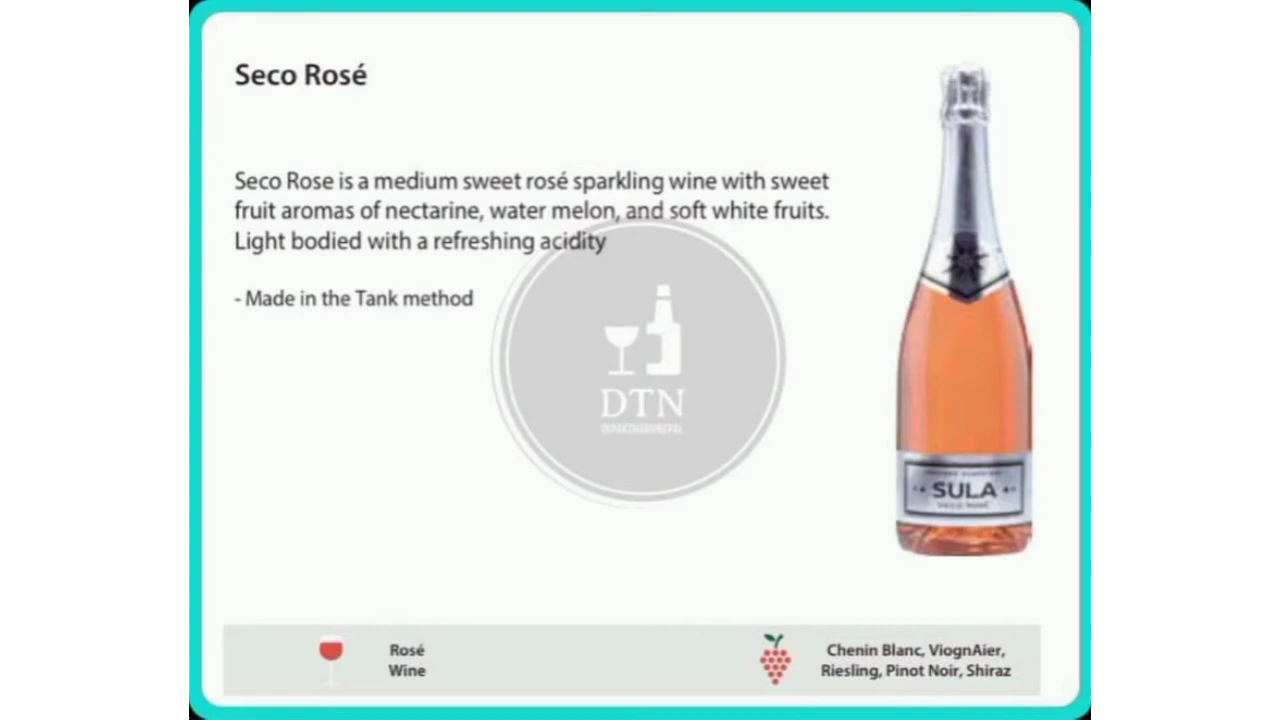 Seco Rosé
Seco Rose is a medium sweet rosé sparkling wine with sweet
fruit aromas of nectarine, water melon, and soft white fruits.
Light bodied with a refreshing acidity
- Made in the Tank method
DTN
SULA
SECO ROSÉ
Rosé
Wine
Chenin Blanc, ViognAier,
Riesling, Pinot Noir, Shiraz